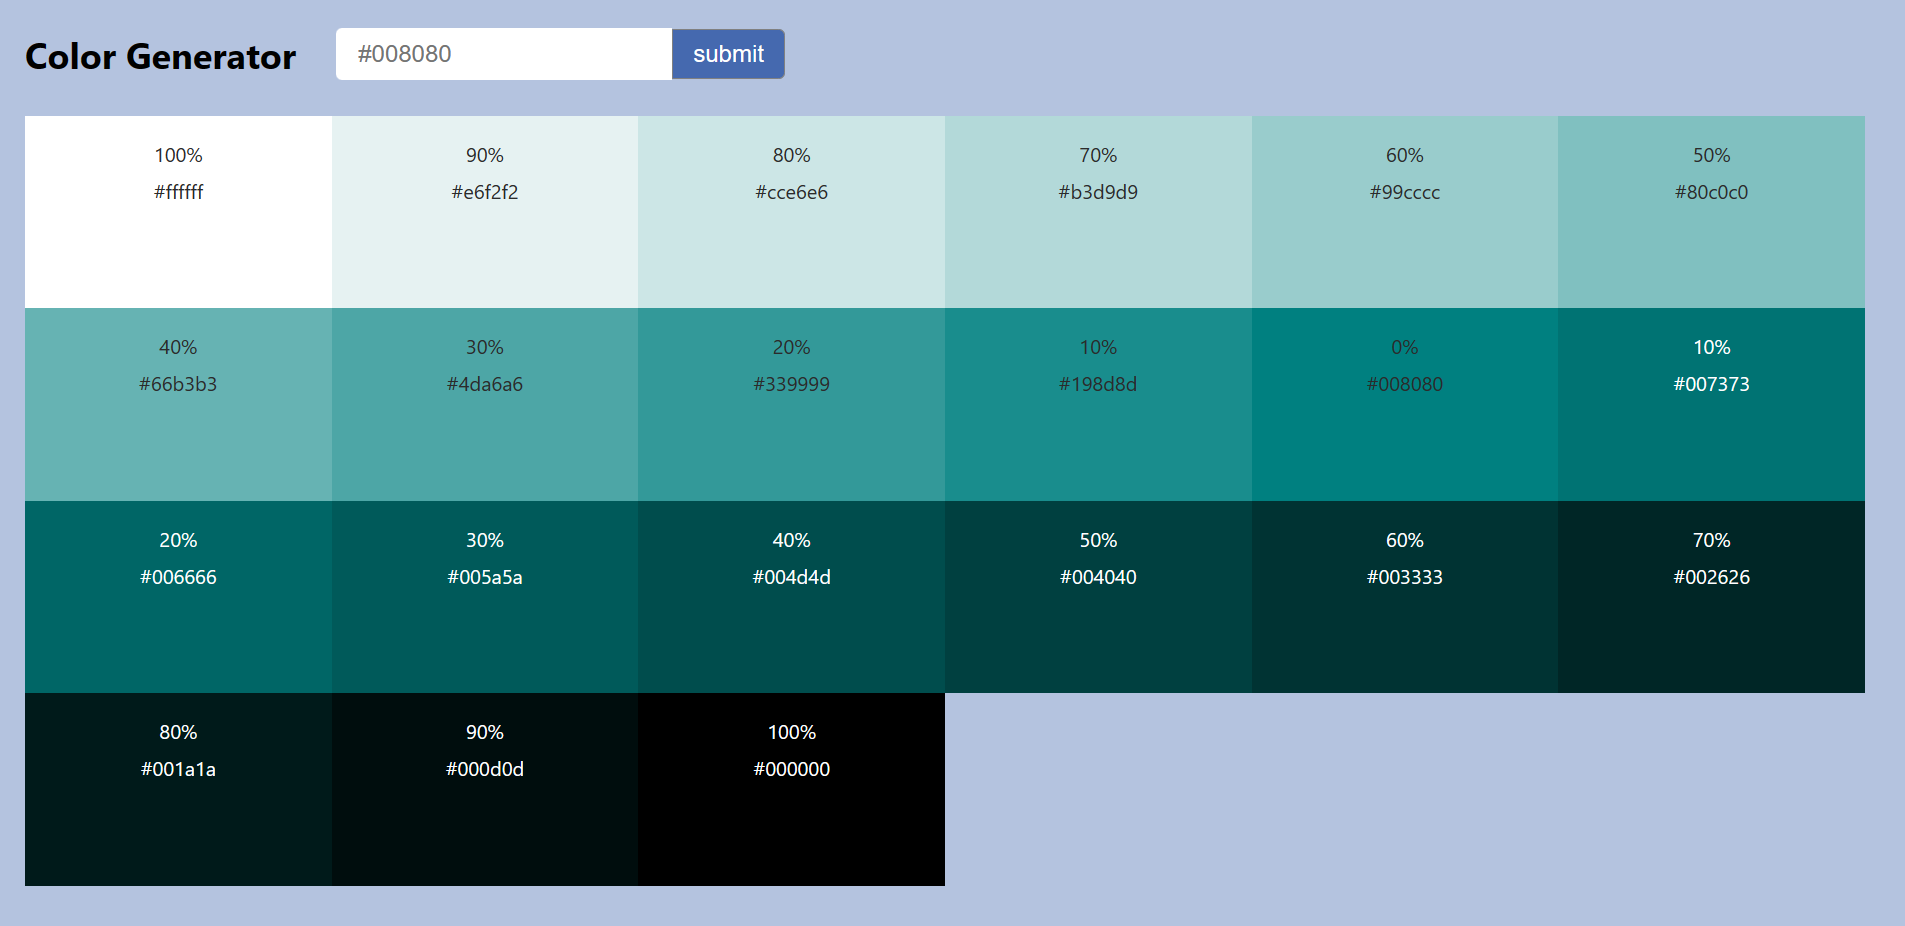 Color Generator
#008080
submit
100%
#ffffff
90%
#e6f2f2
80%
#cce6e6
70%
#b3d9d9
60%
#99cccc
50%
#80c0c0
40%
#66b3b3
30%
#4da6a6
20%
#339999
10%
#198d8d
0%
#008080
10%
#007373
20%
#006666
30%
#005a5a
40%
#004d4d
50%
#004040
60%
#003333
70%
#002626
80%
#001a1a
90%
#000d0d
100%
#000000